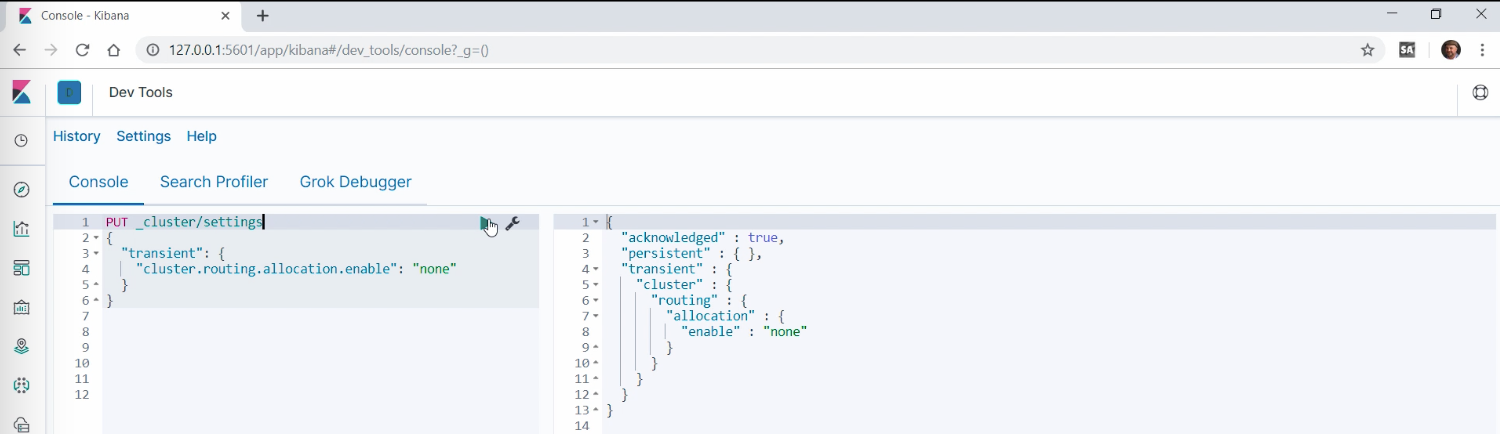 Console - Kibana
127.0.0.1:5601/app/kibana#/dev_tools/console?_g=()
SA
D
Dev Tools
History Settings Help
Console Search Profiler Grok Debugger
1 PUT _cluster/settings
2 {
3 "transient": {
4 "cluster.routing.allocation.enable": "none"
5 }
6 }
7
8
9
10
11
12
1 {
2 "acknowledged" : true,
3 "persistent" : { },
4 "transient" : {
5 "cluster" : {
6 "routing" : {
7 "allocation" : {
8 "enable" : "none"
9 }
10 }
11 }
12 }
13 }
14